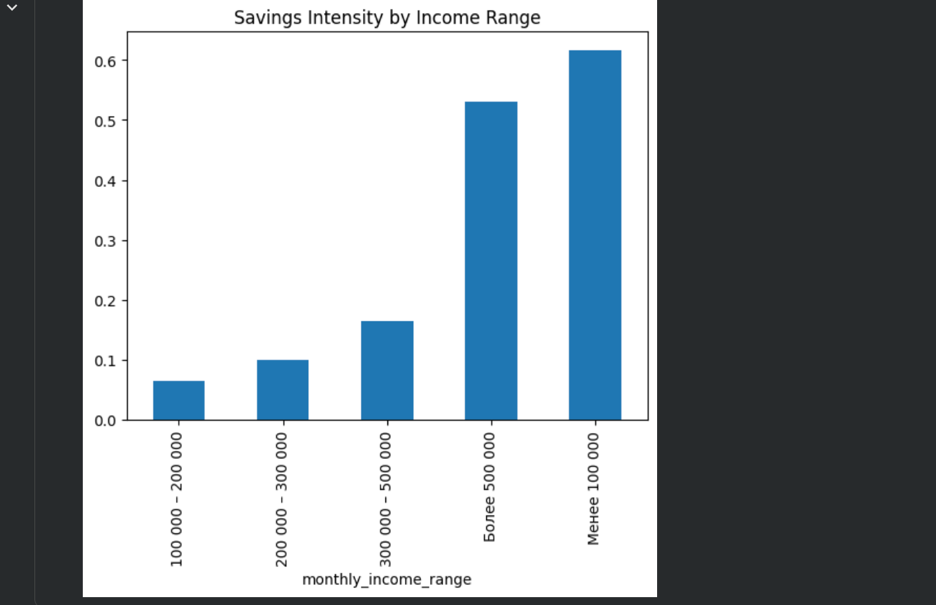 Savings Intensity by Income Range
0.6
0.5
0.4
0.3
0.2
0.1
0.0
100 000 – 200 000
200 000 – 300 000
300 000 – 500 000
Более 500 000
Менее 100 000
monthly_income_range